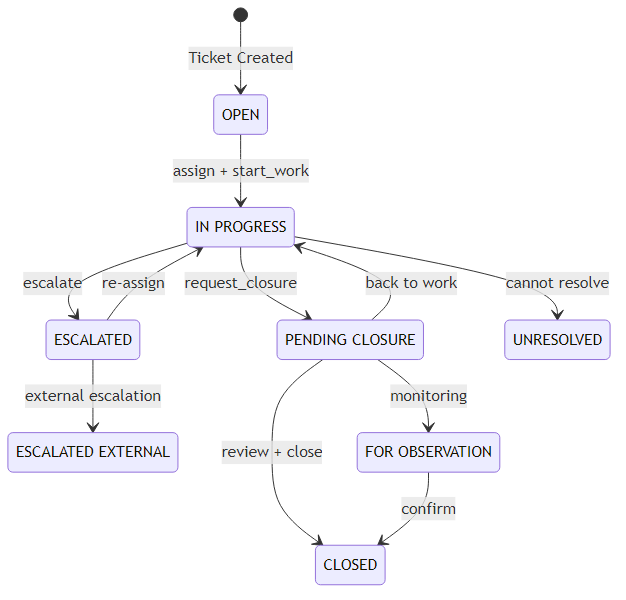 Ticket Created
OPEN
assign + start_work
IN PROGRESS
escalate
re-assign
request_closure
back to work
cannot resolve
ESCALATED
PENDING CLOSURE
UNRESOLVED
external escalation
monitoring
ESCALATED EXTERNAL
review + close
FOR OBSERVATION
confirm
CLOSED